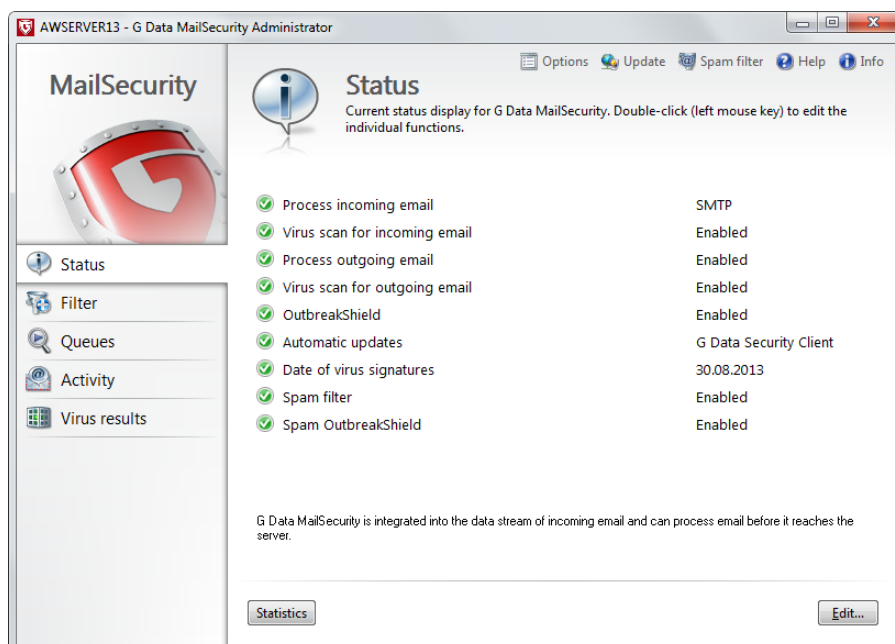 AWSERVER13 - G Data MailSecurity Administrator
Options Update Spam filter Help Info
MailSecurity
Status
Current status display for G Data MailSecurity. Double-click (left mouse key) to edit the
individual functions.
Status
Filter
Queues
Activity
Virus results
Process incoming email SMTP
Virus scan for incoming email Enabled
Process outgoing email Enabled
Virus scan for outgoing email Enabled
OutbreakShield Enabled
Automatic updates G Data Security Client
Date of virus signatures 30.08.2013
Spam filter Enabled
Spam OutbreakShield Enabled
G Data MailSecurity is integrated into the data stream of incoming email and can process email before it reaches the
server.
Statistics Edit...